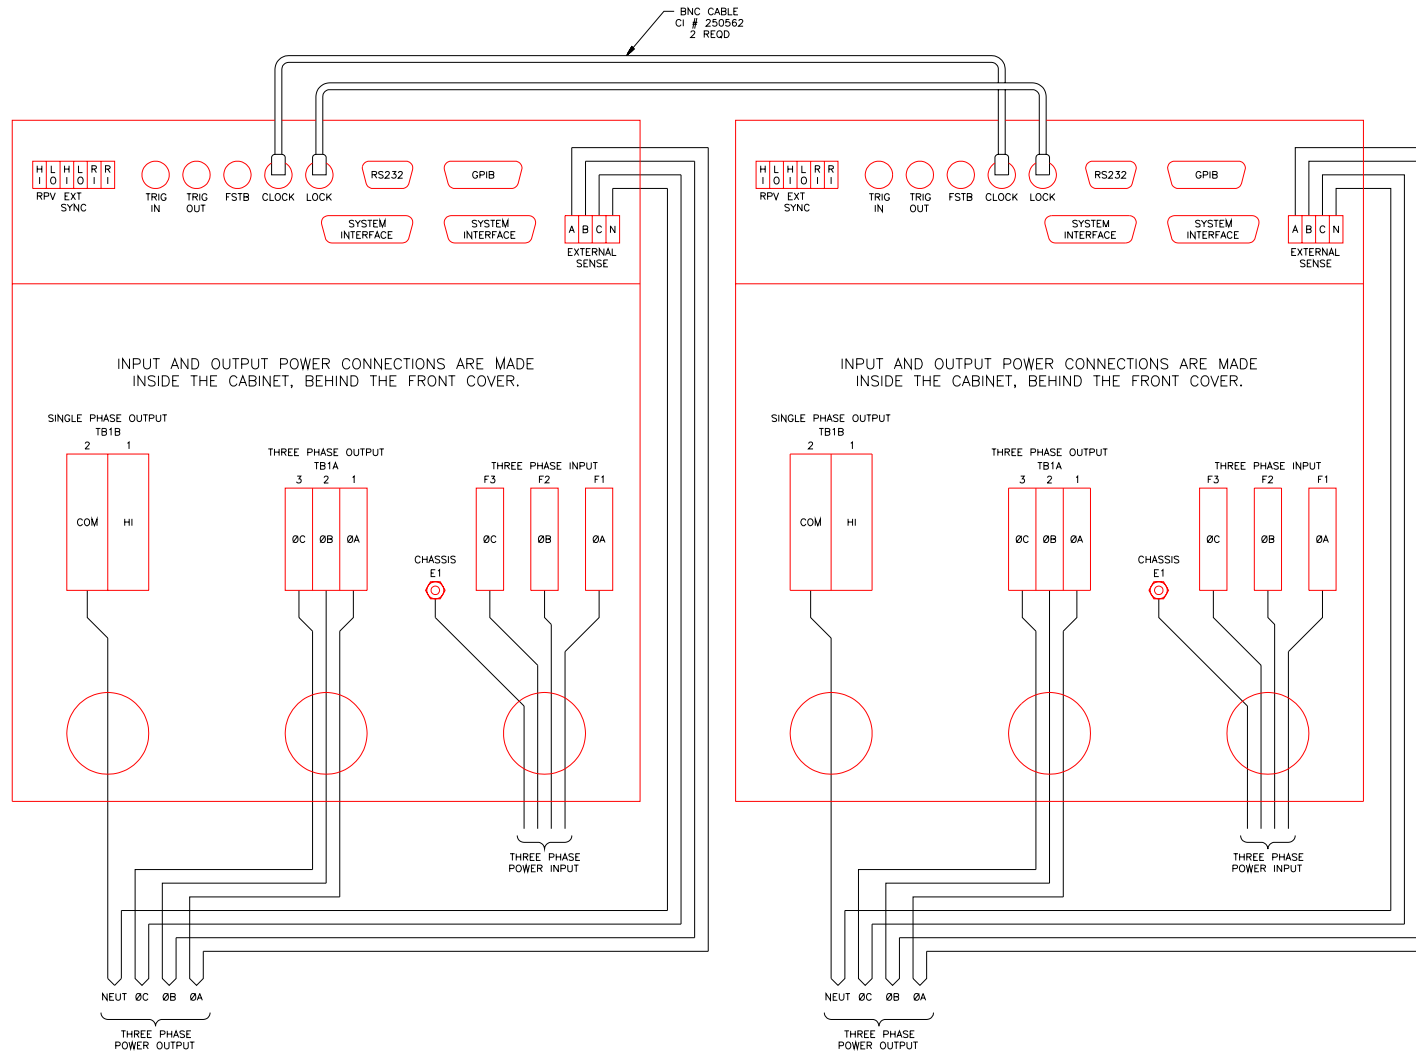 BNC CABLE
CI # 250562
2 REQD
H L H L R R
I O I O I I
RPV EXT
SYNC
TRIG
IN
TRIG
OUT
FSTB
CLOCK
LOCK
RS232
GPIB
SYSTEM
INTERFACE
SYSTEM
INTERFACE
A B C N
EXTERNAL
SENSE
INPUT AND OUTPUT POWER CONNECTIONS ARE MADE
INSIDE THE CABINET, BEHIND THE FRONT COVER.
SINGLE PHASE OUTPUT
TB1B
2 1
COM HI
THREE PHASE OUTPUT
TB1A
3 2 1
ØC ØB ØA
THREE PHASE INPUT
F3 F2 F1
ØC ØB ØA
CHASSIS
E1
THREE PHASE
POWER INPUT
NEUT ØC ØB ØA
THREE PHASE
POWER OUTPUT
H L H L R R
I O I O I I
RPV EXT
SYNC
TRIG
IN
TRIG
OUT
FSTB
CLOCK
LOCK
RS232
GPIB
SYSTEM
INTERFACE
SYSTEM
INTERFACE
A B C N
EXTERNAL
SENSE
INPUT AND OUTPUT POWER CONNECTIONS ARE MADE
INSIDE THE CABINET, BEHIND THE FRONT COVER.
SINGLE PHASE OUTPUT
TB1B
2 1
COM HI
THREE PHASE OUTPUT
TB1A
3 2 1
ØC ØB ØA
THREE PHASE INPUT
F3 F2 F1
ØC ØB ØA
CHASSIS
E1
THREE PHASE
POWER INPUT
NEUT ØC ØB ØA
THREE PHASE
POWER OUTPUT